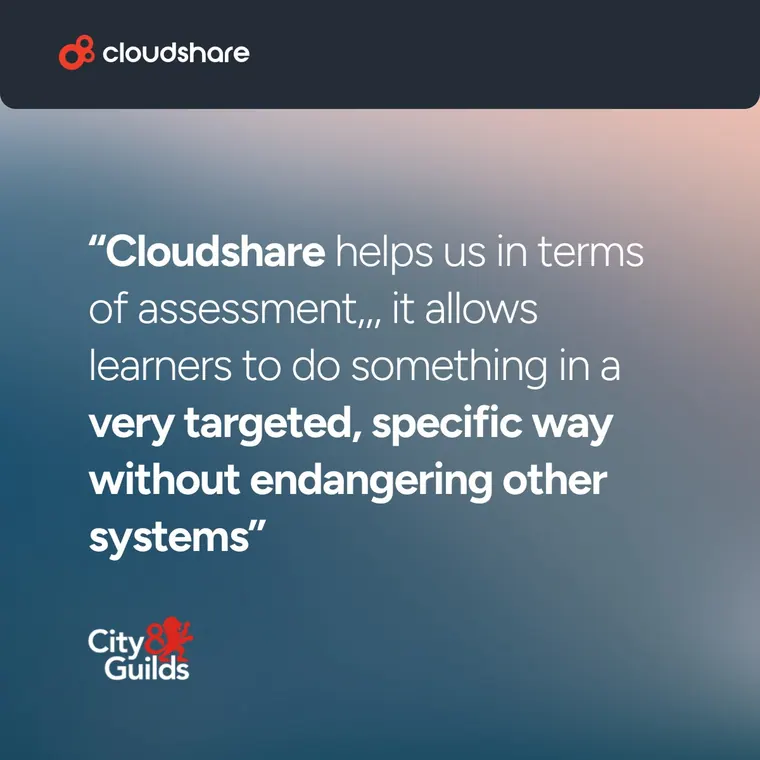 cloudshare
“Cloudshare helps us in terms
of assessment,,, it allows
learners to do something in a
very targeted, specific way
without endangering other
systems”
City &
Guilds